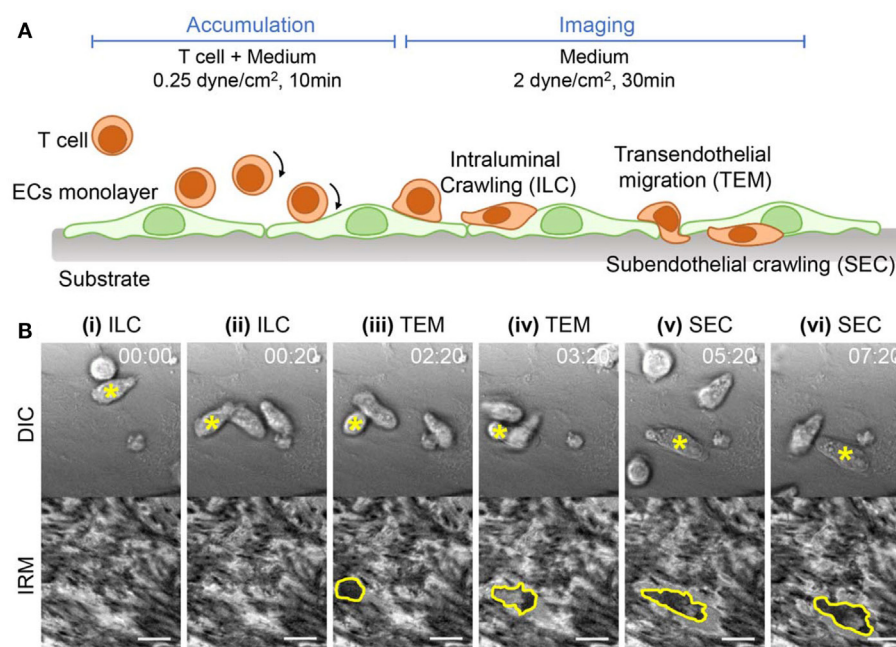 A
Accumulation
Imaging
T cell + Medium
0.25 dyne/cm², 10min
Medium
2 dyne/cm², 30min
T cell
ECs monolayer
Intraluminal
Crawling (ILC)
Transendothelial
migration (TEM)
Subendothelial crawling (SEC)
Substrate
B
(i) ILC
(ii) ILC
(iii) TEM
(iv) TEM
(v) SEC
(vi) SEC
DIC
00:00
00:20
02:20
03:20
05:20
07:20
IRM